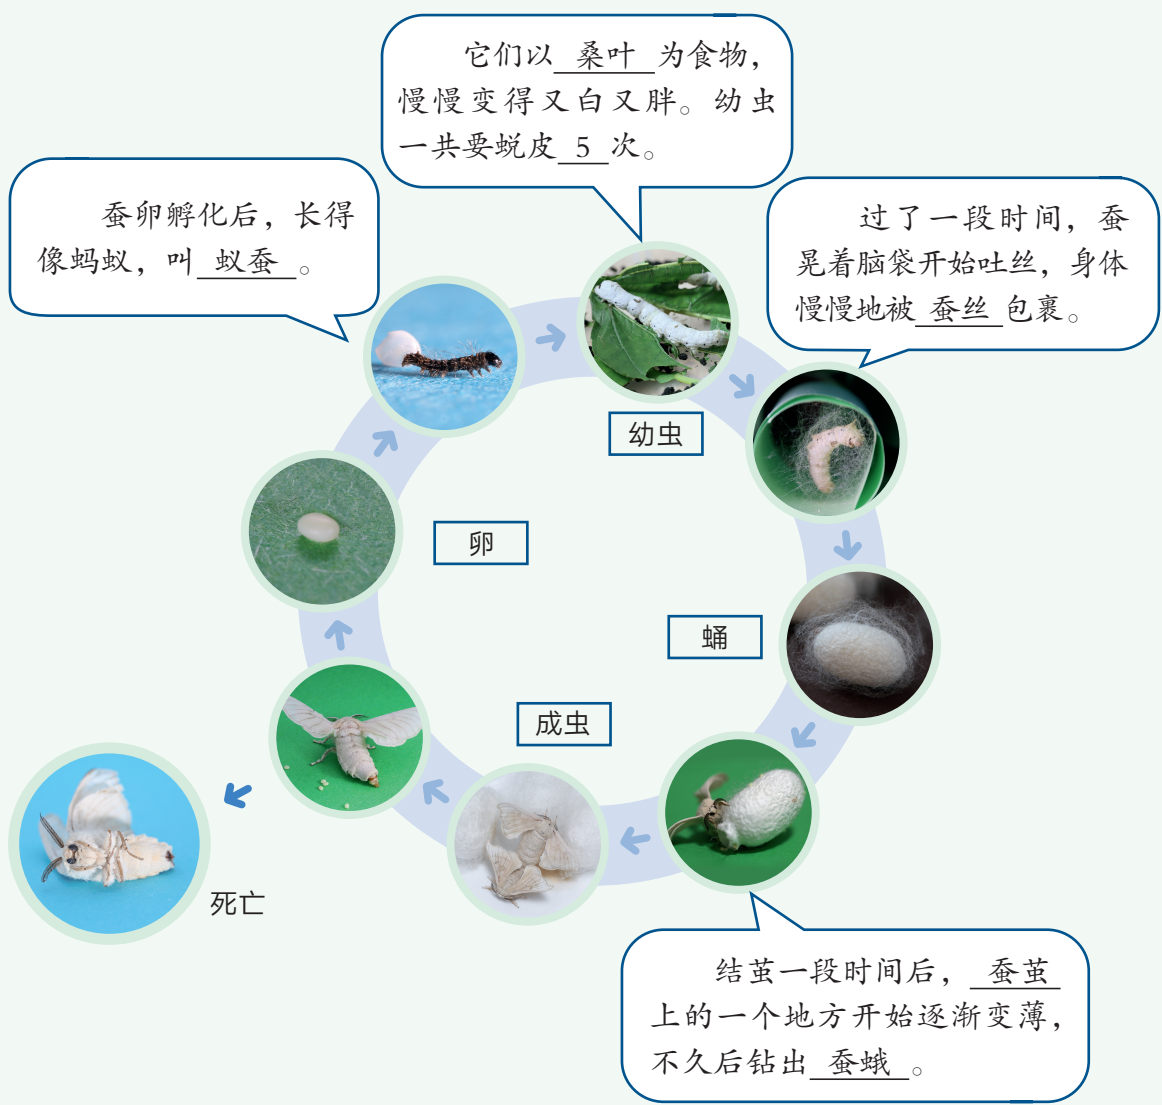 它们以 桑叶 为食物，
慢慢变得又白又胖。幼虫
一共要蜕皮 5 次。
蚕卵孵化后，长得
像蚂蚁，叫 蚁蚕 。
过了一段时间，蚕
晃着脑袋开始吐丝，身体
慢慢地被 蚕丝 包裹。
幼虫
卵
蛹
成虫
死亡
结茧一段时间后， 蚕茧
上的一个地方开始逐渐变薄，
不久后钻出 蚕蛾 。